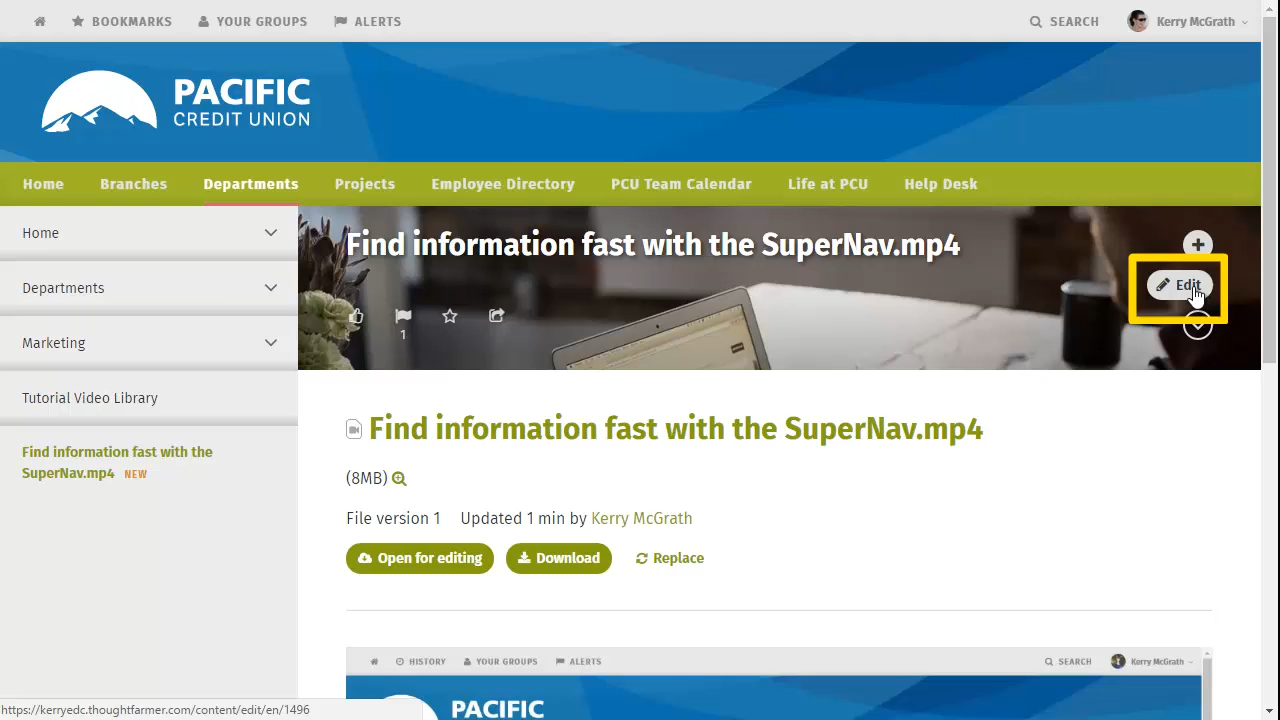 BOOKMARKS YOUR GROUPS ALERTS SEARCH Kerry McGrath
PACIFIC
CREDIT UNION
Home Branches Departments Projects Employee Directory PCU Team Calendar Life at PCU Help Desk
Home
Departments
Marketing
Tutorial Video Library
Find information fast with the
SuperNav.mp4 NEW
Find information fast with the SuperNav.mp4
Edit
1
Find information fast with the SuperNav.mp4
(8MB)
File version 1 Updated 1 min by Kerry McGrath
Open for editing Download Replace
HISTORY YOUR GROUPS ALERTS SEARCH Kerry McGrath
PACIFIC
https://kerryedc.thoughtfarmer.com/content/edit/en/1496